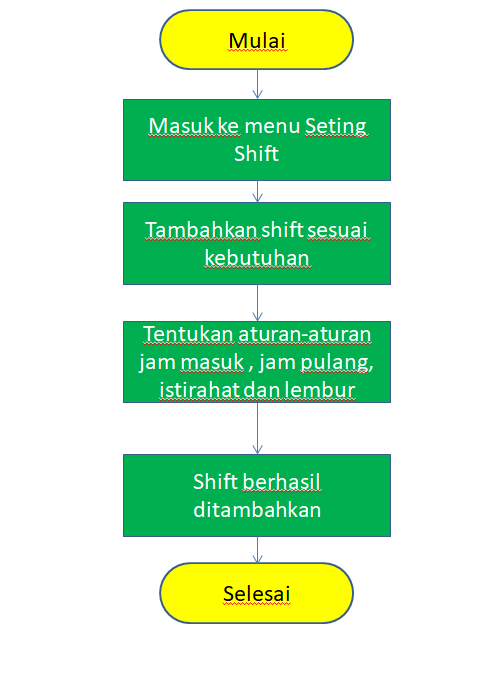 Mulai
Masuk ke menu Seting
Shift
Tambahkan shift sesuai
kebutuhan
Tentukan aturan-aturan
jam masuk , jam pulang,
istirahat dan lembur
Shift berhasil
ditambahkan
Selesai